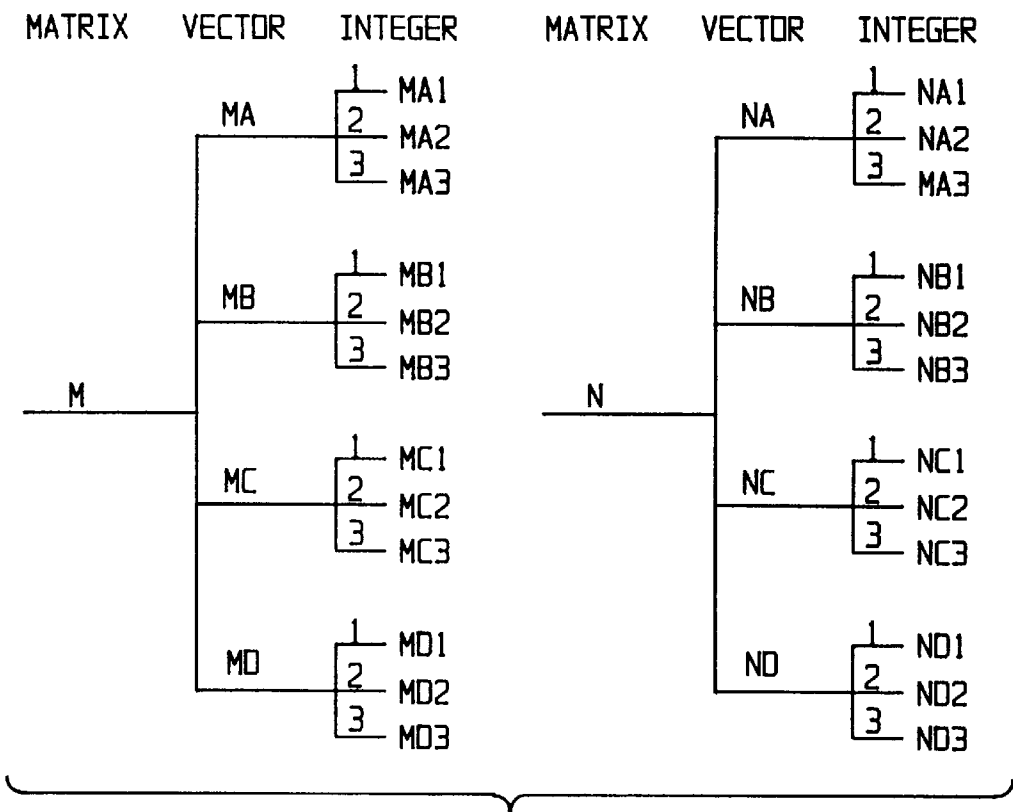 MATRIX VECTOR INTEGER MATRIX VECTOR INTEGER
1 MA1 1 NA1
MA 2 MA2 NA 2 NA2
3 MA3 3 MA3
1 MB1 1 NB1
MB 2 MB2 NB 2 NB2
3 MB3 3 NB3
M N
1 MC1 1 NC1
MC 2 MC2 NC 2 NC2
3 MC3 3 NC3
1 MD1 1 ND1
MD 2 MD2 ND 2 ND2
3 MD3 3 ND3